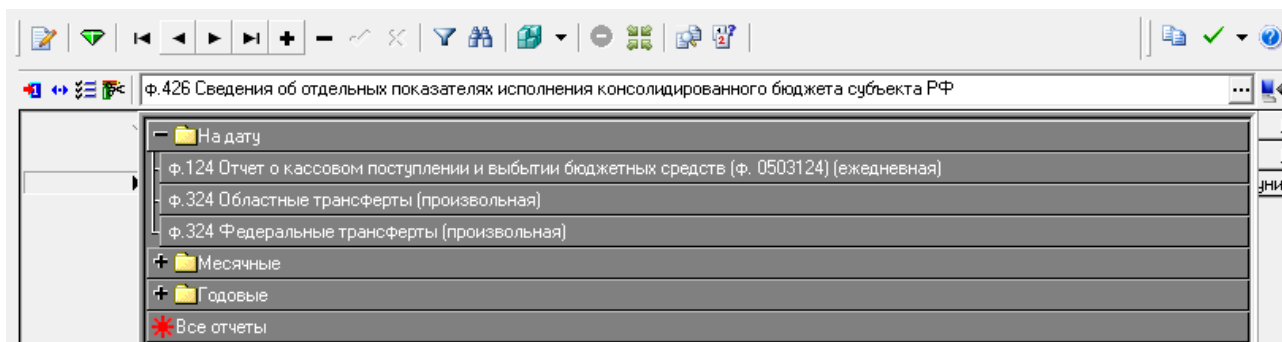 ф.426 Сведения об отдельных показателях исполнения консолидированного бюджета субъекта РФ
На дату
ф.124 Отчет о кассовом поступлении и выбытии бюджетных средств (ф. 0503124) (ежедневная)
ф.324 Областные трансферты (произвольная)
ф.324 Федеральные трансферты (произвольная)
Месячные
Годовые
Все отчеты